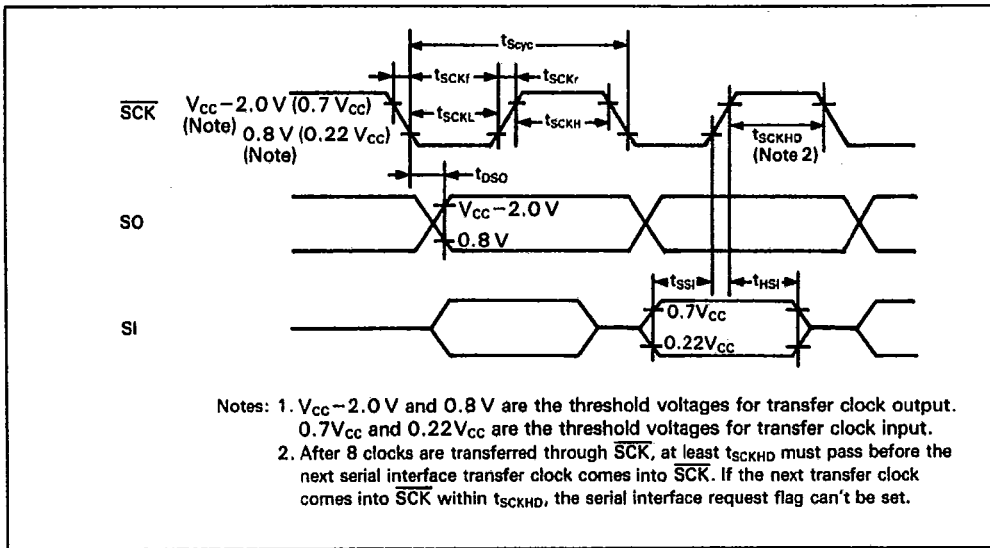 tScyc
tSCKf
tSCKr
SCK
VCC−2.0 V (0.7 VCC)
(Note)
tSCKL
tSCKH
tSCKHD
(Note 2)
0.8 V (0.22 VCC)
(Note)
tDSO
SO
VCC−2.0 V
0.8 V
tSSI
tHSI
SI
0.7VCC
0.22VCC
Notes: 1. VCC−2.0 V and 0.8 V are the threshold voltages for transfer clock output.
0.7VCC and 0.22VCC are the threshold voltages for transfer clock input.
2. After 8 clocks are transferred through SCK, at least tSCKHD must pass before the
next serial interface transfer clock comes into SCK. If the next transfer clock
comes into SCK within tSCKHD, the serial interface request flag can't be set.